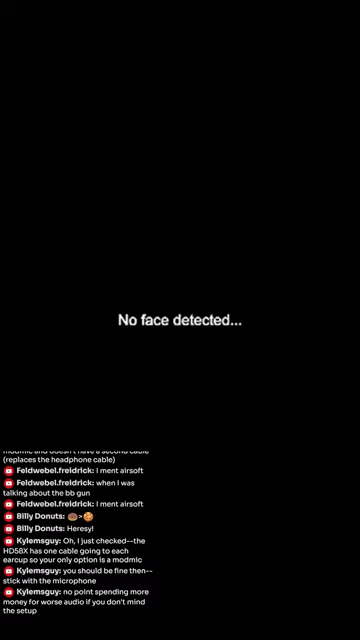 No face detected...
modmic and doesn't have a second cable
(replaces the headphone cable)
Feldwebel.freidrick: I ment airsoft
Feldwebel.freidrick: when I was
talking about the bb gun
Feldwebel.freidrick: I ment airsoft
Billy Donuts: 🍩>🍪
Billy Donuts: Heresy!
Kylemsguy: Oh, I just checked--the
HD58X has one cable going to each
earcup so your only option is a modmic
Kylemsguy: you should be fine then--
stick with the microphone
Kylemsguy: no point spending more
money for worse audio if you don't mind
the setup